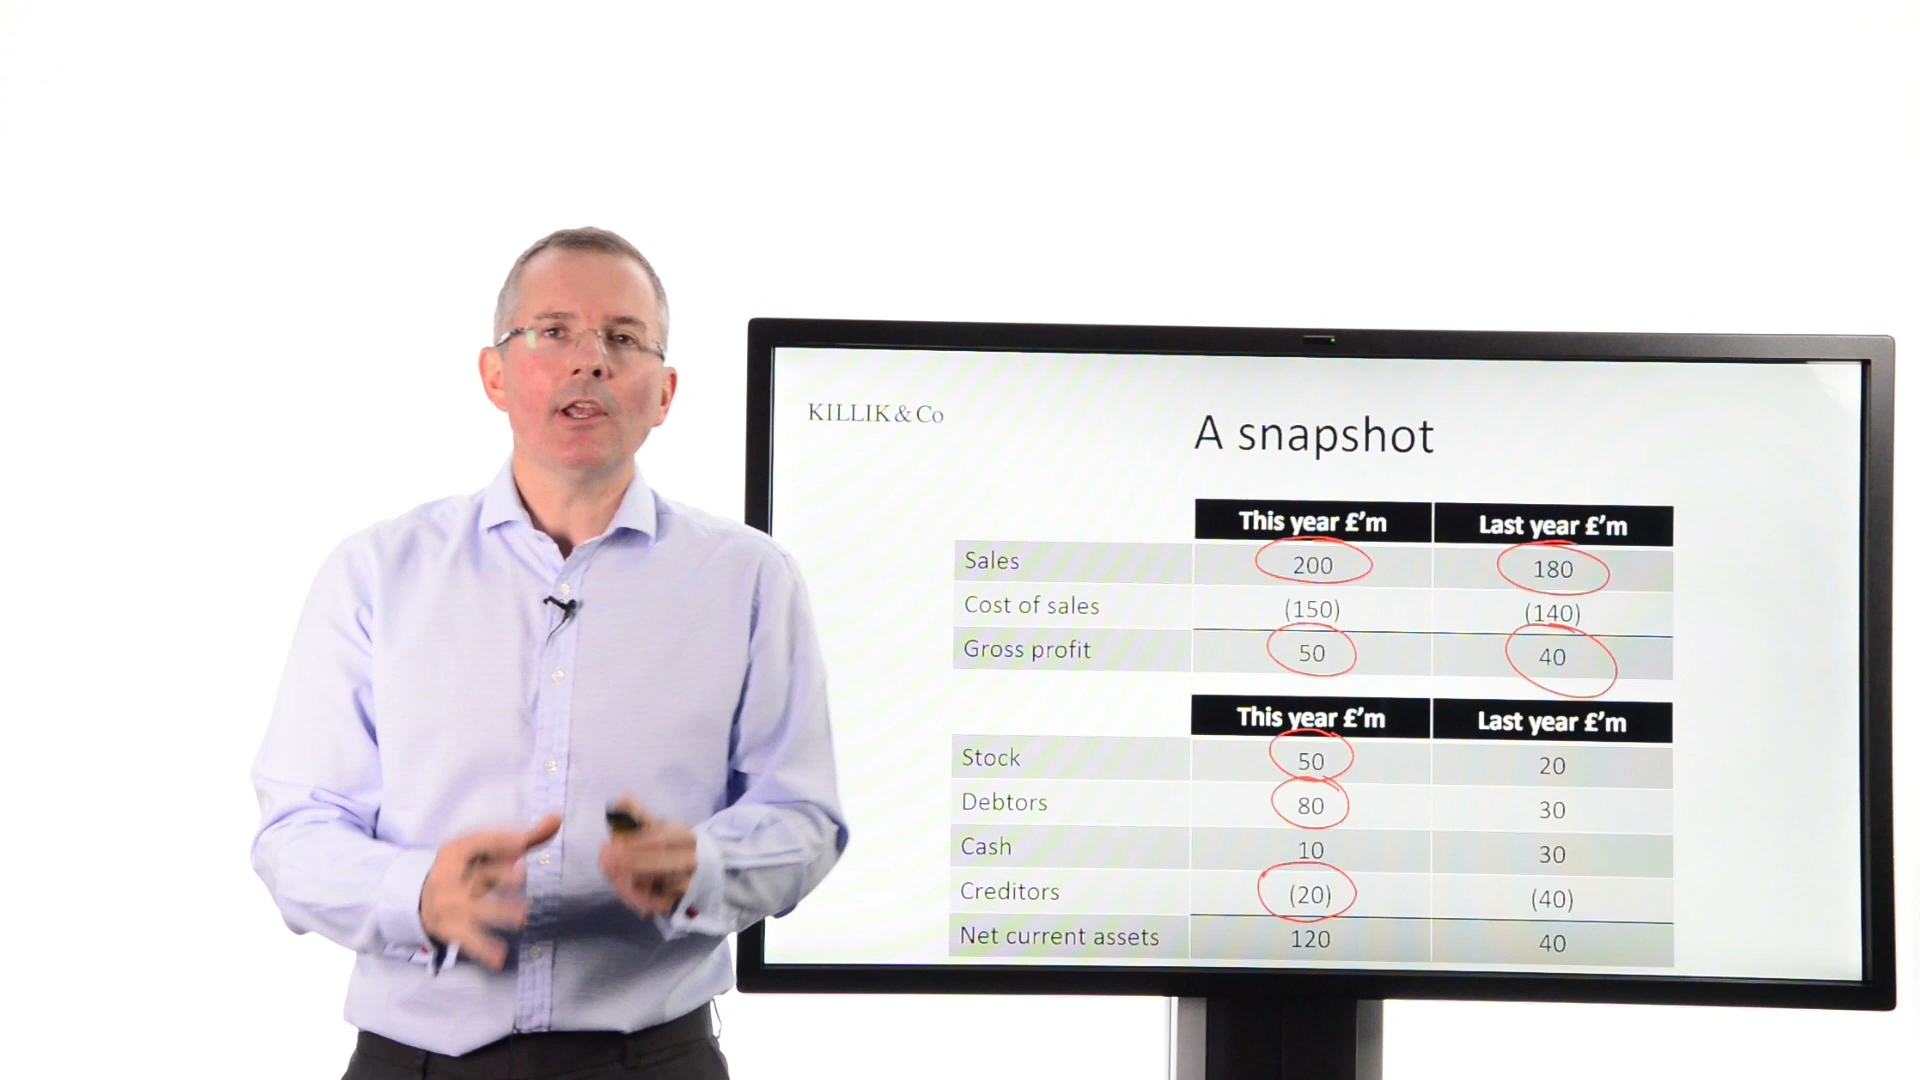 KILLIK & Co
A snapshot
This year £'m Last year £'m
Sales 200 180
Cost of sales (150) (140)
Gross profit 50 40
This year £'m Last year £'m
Stock 50 20
Debtors 80 30
Cash 10 30
Creditors (20) (40)
Net current assets 120 40